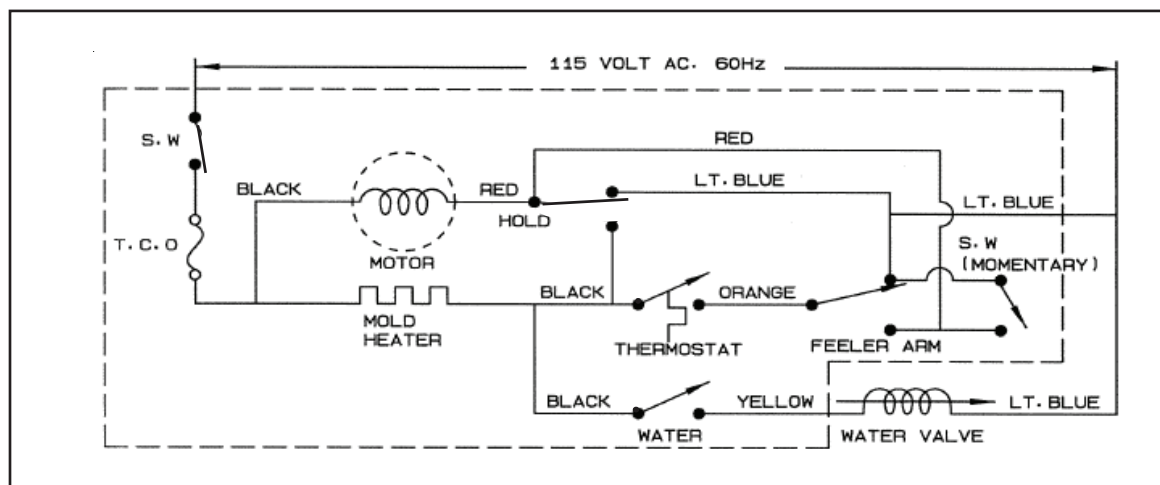 115 VOLT AC. 60Hz
S.W
RED
BLACK
RED
LT. BLUE
HOLD
LT. BLUE
T.C.O
S.W
(MOMENTARY)
MOTOR
BLACK
ORANGE
MOLD
HEATER
THERMOSTAT
FEELER ARM
BLACK
YELLOW
LT. BLUE
WATER
WATER VALVE